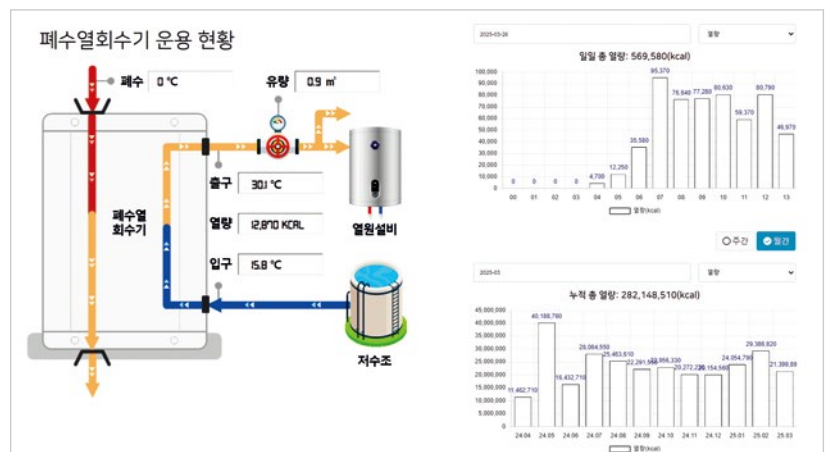 폐수열회수기 운용 현황
폐수 0 ℃
유량 0.9 ㎥
출구 30.1 ℃
열량 12,870 KCAL
입구 15.8 ℃
폐수열
회수기
열원설비
저수조
2025-03-28
열량
일일 총 열량: 569,580(kcal)
100,000
90,000
80,000
70,000
60,000
50,000
40,000
30,000
20,000
10,000
0
0 0 0 0 4,700 12,250 35,580 95,370 76,640 77,280 80,630 59,370 80,790 46,970
00 01 02 03 04 05 06 07 08 09 10 11 12 13
열량(kcal)
주간 월간
2025-03
열량
누적 총 열량: 282,148,510(kcal)
45,000,000
40,000,000
35,000,000
30,000,000
25,000,000
20,000,000
15,000,000
10,000,000
5,000,000
0
11,462,710 40,188,780 16,432,710 25,463,610 20,272,220 20,154,560 24,054,790 29,388,820
24.04 24.05 24.06 24.07 24.08 24.09 24.10 24.11 24.12 25.01 25.02 25.03
열량(kcal)